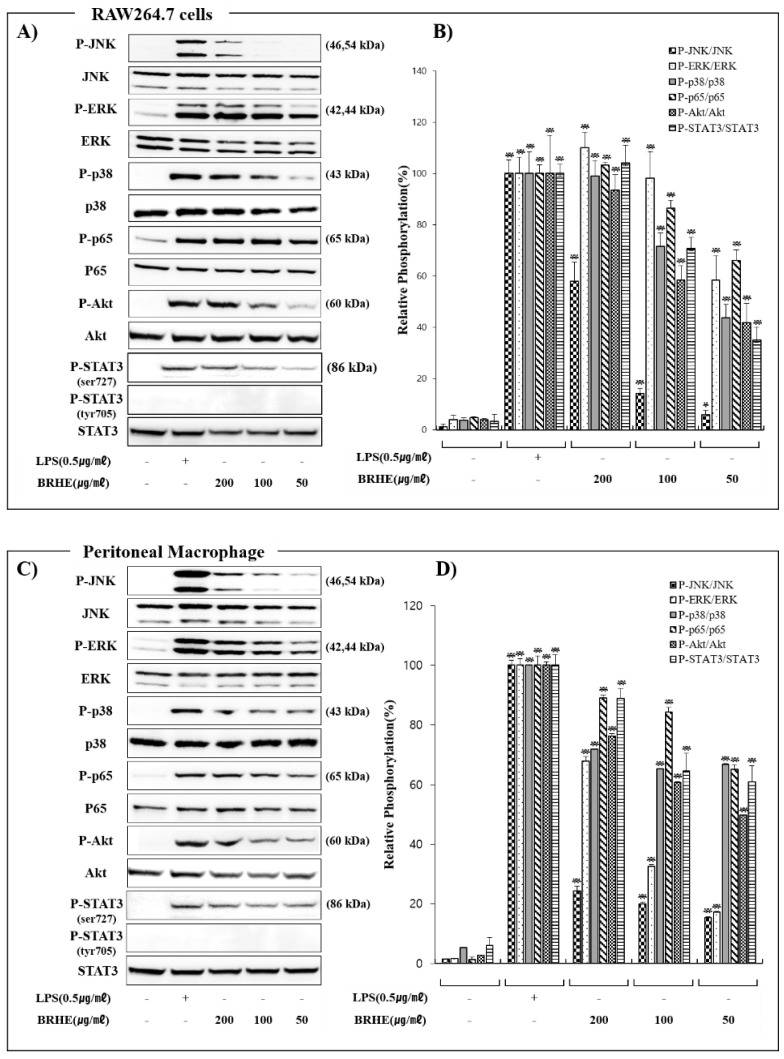 RAW264.7 cells
A)
P-JNK (46,54 kDa)
JNK
P-ERK (42,44 kDa)
ERK
P-p38 (43 kDa)
p38
P-p65 (65 kDa)
P65
P-Akt (60 kDa)
Akt
P-STAT3 (86 kDa)
(ser727)
P-STAT3
(tyr705)
STAT3
LPS(0.5μg/㎖) - + - - -
BRHE(μg/㎖) - - 200 100 50
B)
P-JNK/JNK
P-ERK/ERK
P-p38/p38
P-p65/p65
P-Akt/Akt
P-STAT3/STAT3
Relative Phosphorylation(%)
140
120
100
80
60
40
20
0
LPS(0.5μg/㎖) - + - - -
BRHE(μg/㎖) - - 200 100 50
Peritoneal Macrophage
C)
P-JNK (46,54 kDa)
JNK
P-ERK (42,44 kDa)
ERK
P-p38 (43 kDa)
p38
P-p65 (65 kDa)
P65
P-Akt (60 kDa)
Akt
P-STAT3 (86 kDa)
(ser727)
P-STAT3
(tyr705)
STAT3
LPS(0.5μg/㎖) - + - - -
BRHE(μg/㎖) - - 200 100 50
D)
P-JNK/JNK
P-ERK/ERK
P-p38/p38
P-p65/p65
P-Akt/Akt
P-STAT3/STAT3
Relative Phosphorylation(%)
120
100
80
60
40
20
0
LPS(0.5μg/㎖) - + - - -
BRHE(μg/㎖) - - 200 100 50